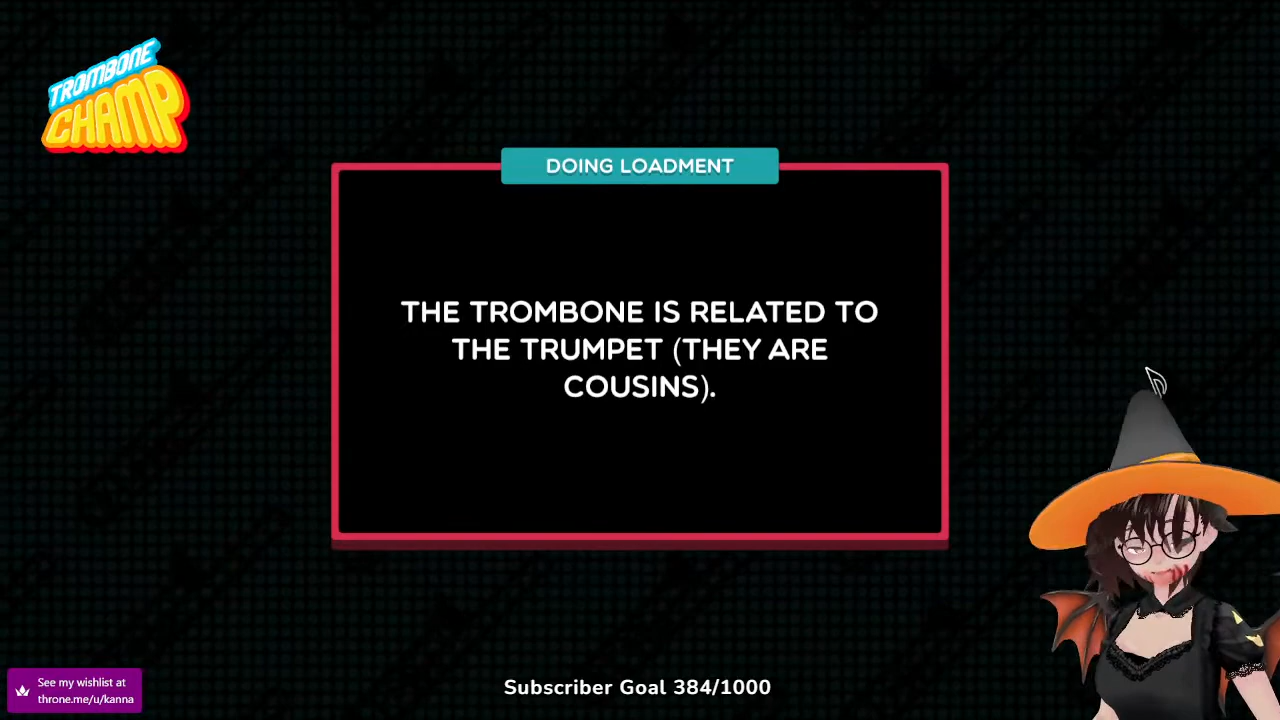 TROMBONE
CHAMP
DOING LOADMENT
THE TROMBONE IS RELATED TO
THE TRUMPET (THEY ARE
COUSINS).
See my wishlist at
throne.me/u/kanna
Subscriber Goal 384/1000